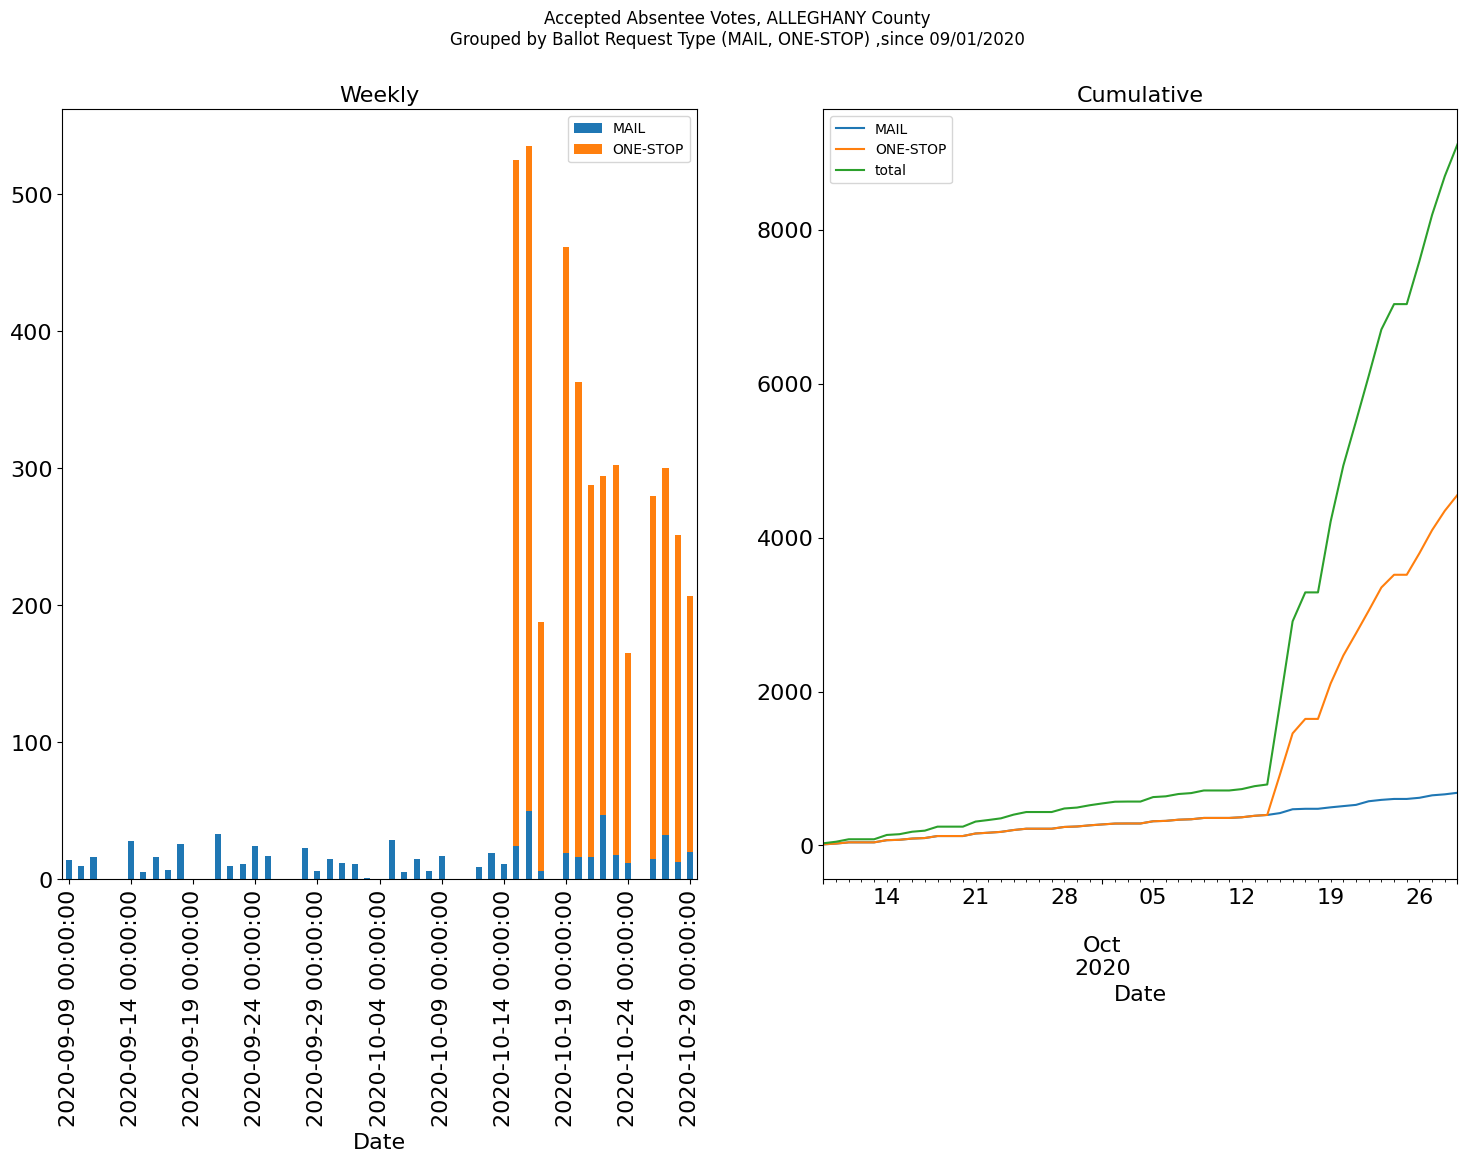 Accepted Absentee Votes, ALLEGHANY County
Grouped by Ballot Request Type (MAIL, ONE-STOP) ,since 09/01/2020
Weekly
MAIL
ONE-STOP
500
400
300
200
100
0
2020-09-09 00:00:00
2020-09-14 00:00:00
2020-09-19 00:00:00
2020-09-24 00:00:00
2020-09-29 00:00:00
2020-10-04 00:00:00
2020-10-09 00:00:00
2020-10-14 00:00:00
2020-10-19 00:00:00
2020-10-24 00:00:00
2020-10-29 00:00:00
Date
Cumulative
MAIL
ONE-STOP
total
8000
6000
4000
2000
0
14 21 28 05 12 19 26
Oct
2020
Date